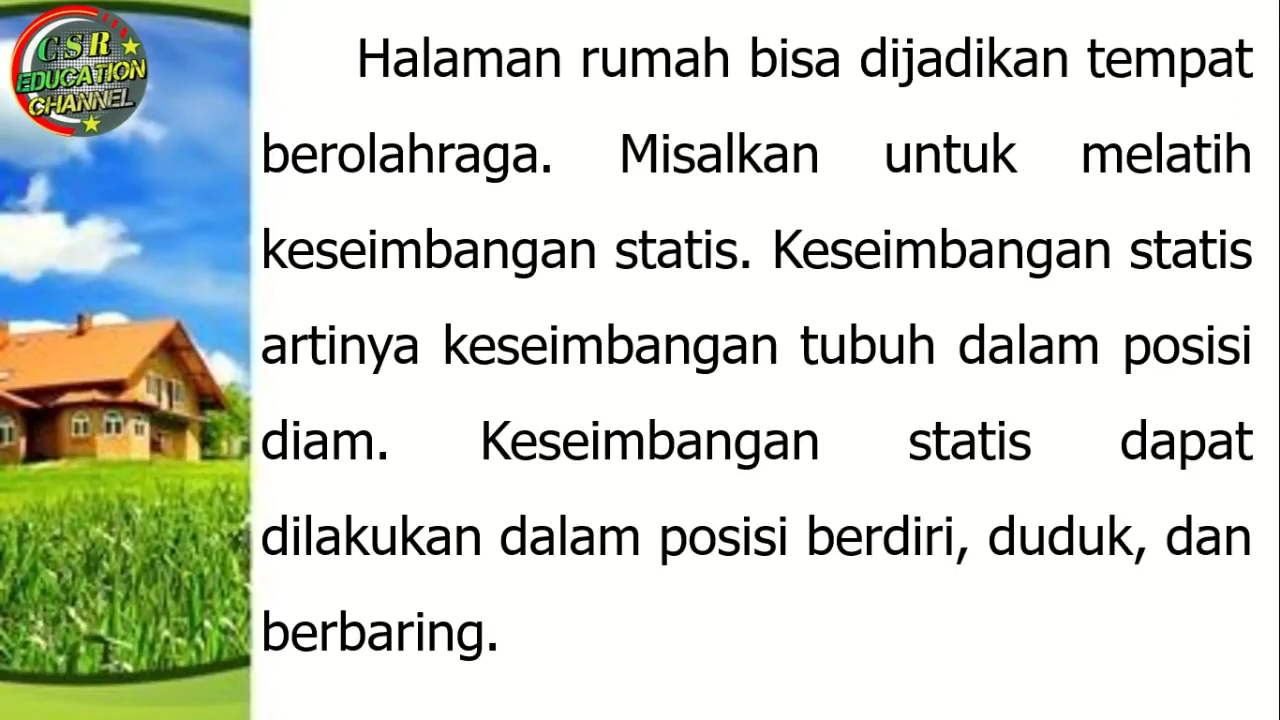 CSR
EDUCATION
CHANNEL
Halaman rumah bisa dijadikan tempat
berolahraga. Misalkan untuk melatih
keseimbangan statis. Keseimbangan statis
artinya keseimbangan tubuh dalam posisi
diam. Keseimbangan statis dapat
dilakukan dalam posisi berdiri, duduk, dan
berbaring.